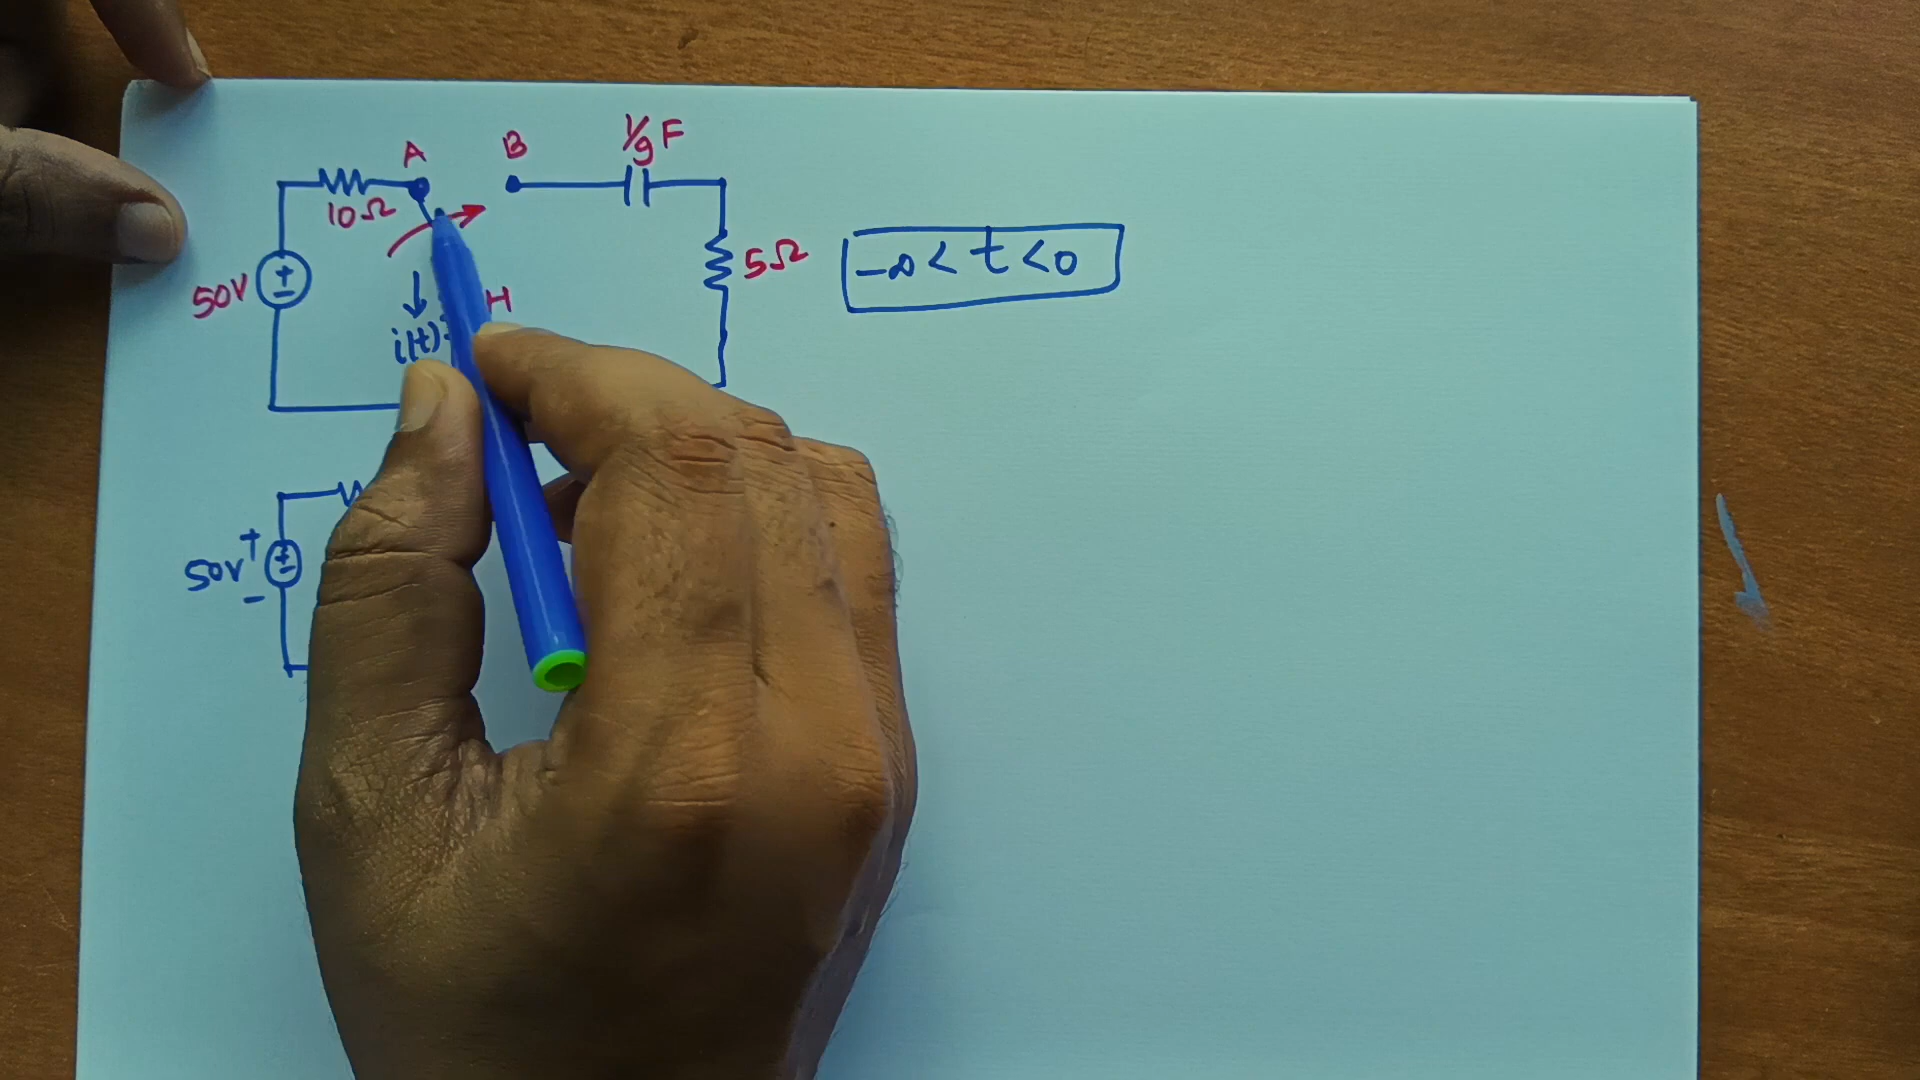 A B 1/9 F
10Ω
50V 5Ω
-∞ < t < 0
H
i(t)
50V + -